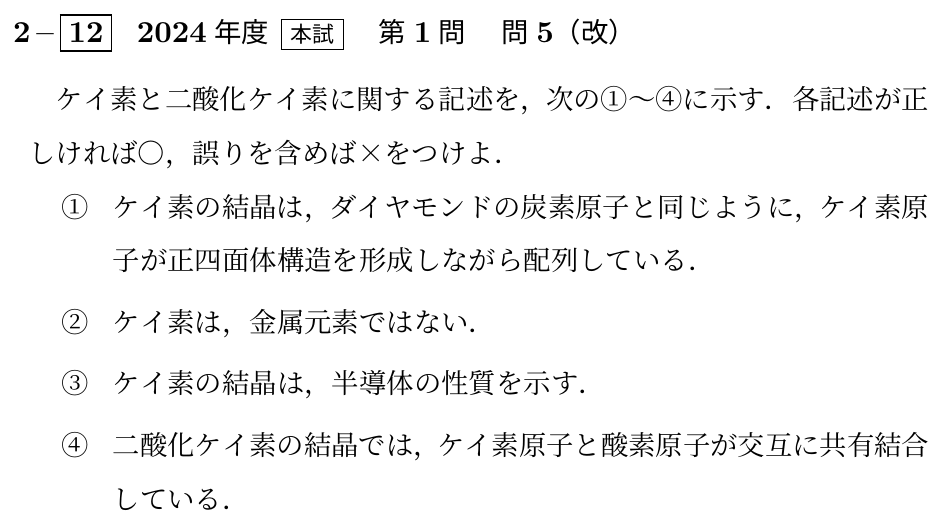 2−12 2024 年度 本試 第 1 問 問 5（改）
ケイ素と二酸化ケイ素に関する記述を，次の①〜④に示す．各記述が正
しければ○，誤りを含めば×をつけよ．
① ケイ素の結晶は，ダイヤモンドの炭素原子と同じように，ケイ素原
子が正四面体構造を形成しながら配列している．
② ケイ素は，金属元素ではない．
③ ケイ素の結晶は，半導体の性質を示す．
④ 二酸化ケイ素の結晶では，ケイ素原子と酸素原子が交互に共有結合
している．